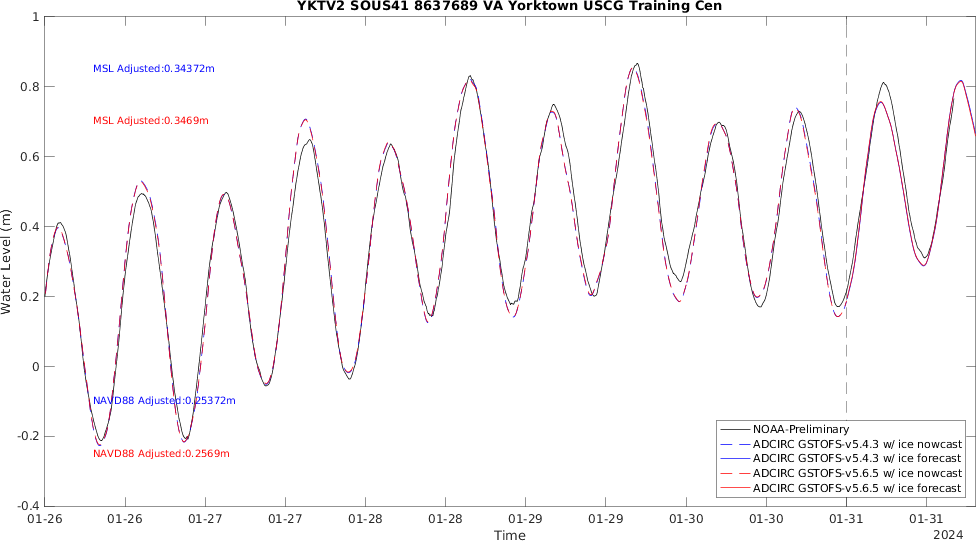 YKTV2 SOUS41 8637689 VA Yorktown USCG Training Cen
Water Level (m)
1
0.8
0.6
0.4
0.2
0
-0.2
-0.4
MSL Adjusted:0.34372m
MSL Adjusted:0.3469m
NAVD88 Adjusted:0.25372m
NAVD88 Adjusted:0.2569m
NOAA-Preliminary
ADCIRC GSTOFS-v5.4.3 w/ ice nowcast
ADCIRC GSTOFS-v5.4.3 w/ ice forecast
ADCIRC GSTOFS-v5.6.5 w/ ice nowcast
ADCIRC GSTOFS-v5.6.5 w/ ice forecast
01-26 01-26 01-27 01-27 01-28 01-28 01-29 01-29 01-30 01-30 01-31 01-31
Time
2024